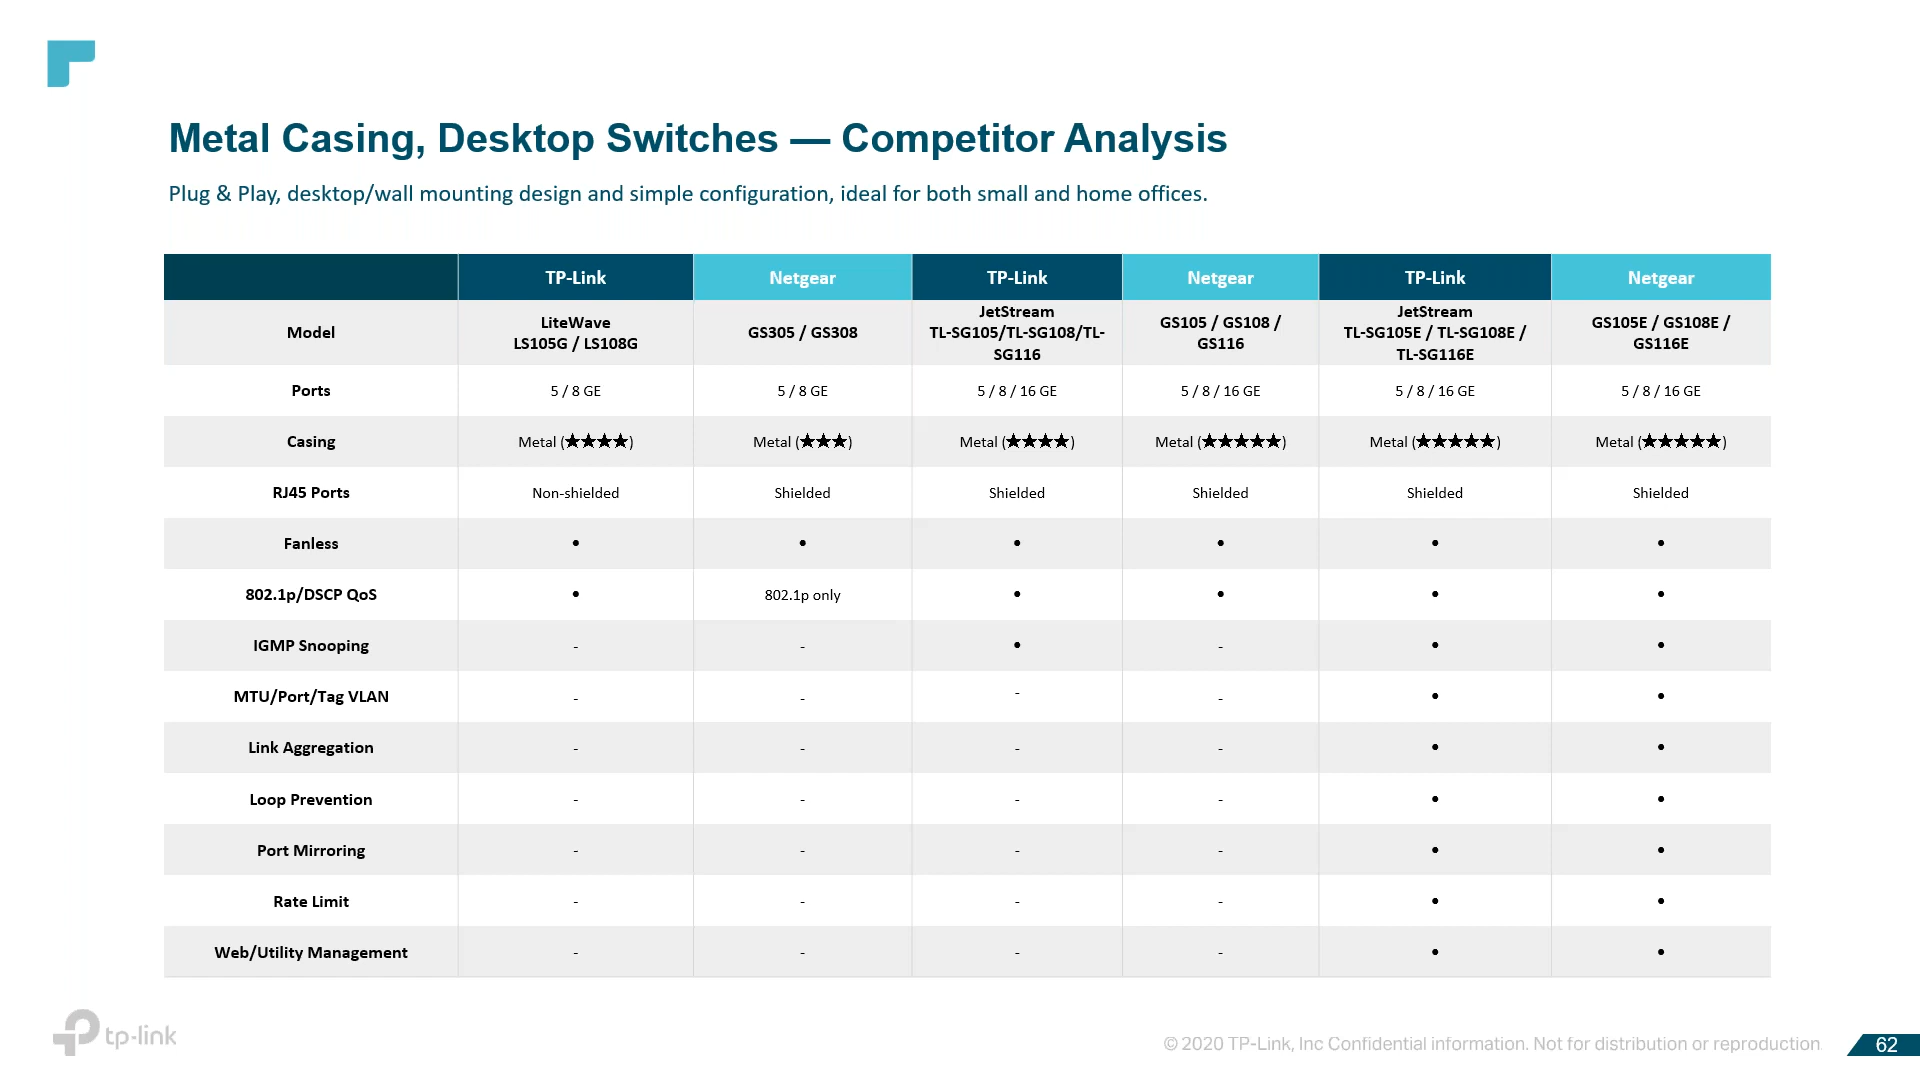 Metal Casing, Desktop Switches — Competitor Analysis
Plug & Play, desktop/wall mounting design and simple configuration, ideal for both small and home offices.
TP-Link Netgear TP-Link Netgear TP-Link Netgear
Model LiteWave LS105G / LS108G GS305 / GS308 JetStream TL-SG105/TL-SG108/TL-SG116 GS105 / GS108 / GS116 JetStream TL-SG105E / TL-SG108E / TL-SG116E GS105E / GS108E / GS116E
Ports 5 / 8 GE 5 / 8 GE 5 / 8 / 16 GE 5 / 8 / 16 GE 5 / 8 / 16 GE 5 / 8 / 16 GE
Casing Metal (★★★★) Metal (★★★) Metal (★★★★) Metal (★★★★★) Metal (★★★★★) Metal (★★★★★)
RJ45 Ports Non-shielded Shielded Shielded Shielded Shielded Shielded
Fanless • • • • • •
802.1p/DSCP QoS • 802.1p only • • • •
IGMP Snooping - - • - • •
MTU/Port/Tag VLAN - - - - • •
Link Aggregation - - - - • •
Loop Prevention - - - - • •
Port Mirroring - - - - • •
Rate Limit - - - - • •
Web/Utility Management - - - - • •
tp-link
© 2020 TP-Link, Inc Confidential information. Not for distribution or reproduction.
62